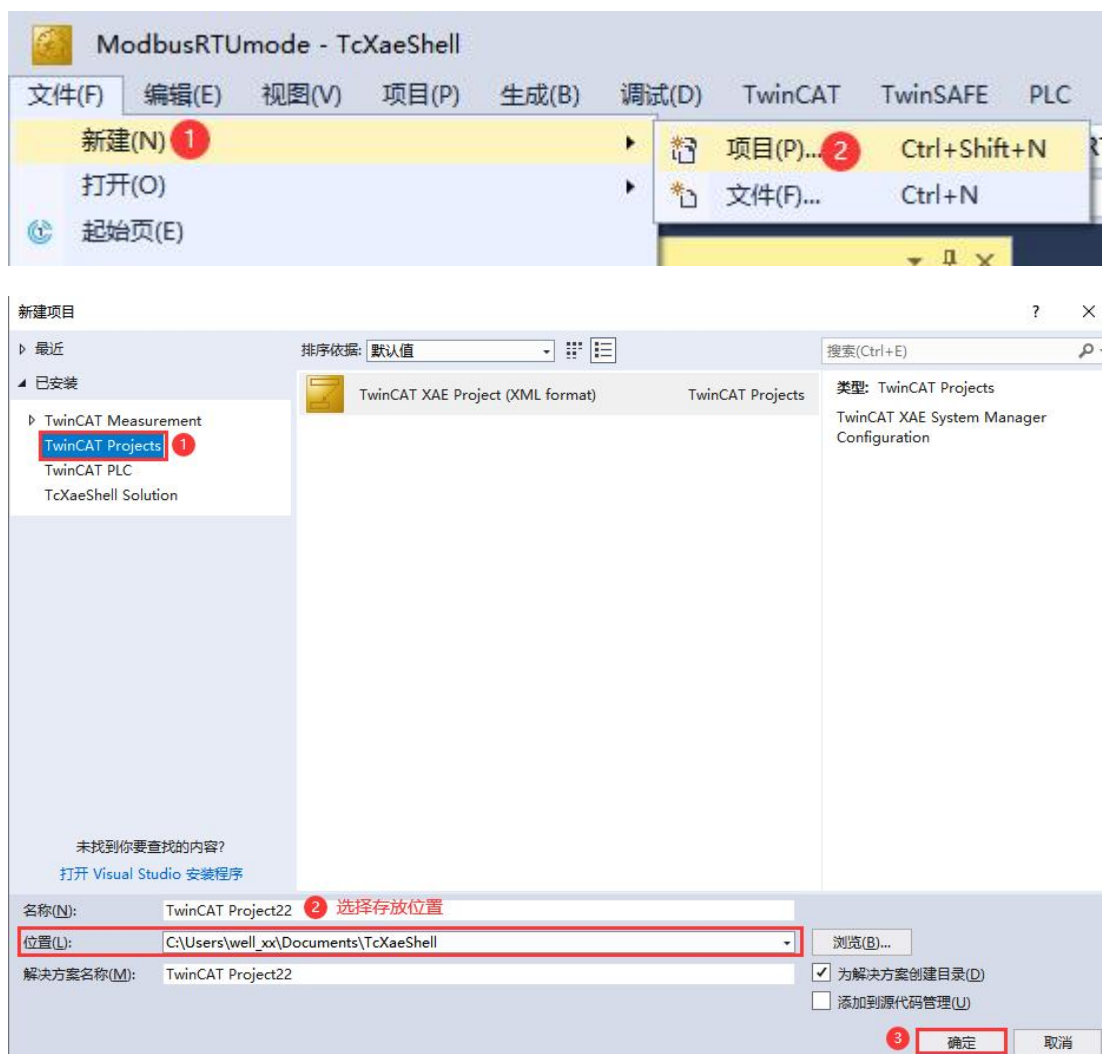 ModbusRTUmode - TcXaeShell
文件(F) 编辑(E) 视图(V) 项目(P) 生成(B) 调试(D) TwinCAT TwinSAFE PLC
新建(N) 1 项目(P)... 2 Ctrl+Shift+N
打开(O) 文件(F)... Ctrl+N
起始页(E)
新建项目 ? ×
最近 排序依据: 默认值 搜索(Ctrl+E)
已安装
TwinCAT XAE Project (XML format) TwinCAT Projects 类型: TwinCAT Projects
TwinCAT Measurement TwinCAT XAE System Manager
TwinCAT Projects 1 Configuration
TwinCAT PLC
TcXaeShell Solution
未找到你要查找的内容?
打开 Visual Studio 安装程序
名称(N): TwinCAT Project22 2 选择存放位置
位置(L): C:\Users\well_xx\Documents\TcXaeShell 浏览(B)...
解决方案名称(M): TwinCAT Project22 为解决方案创建目录(D)
添加到源代码管理(U)
3 确定 取消